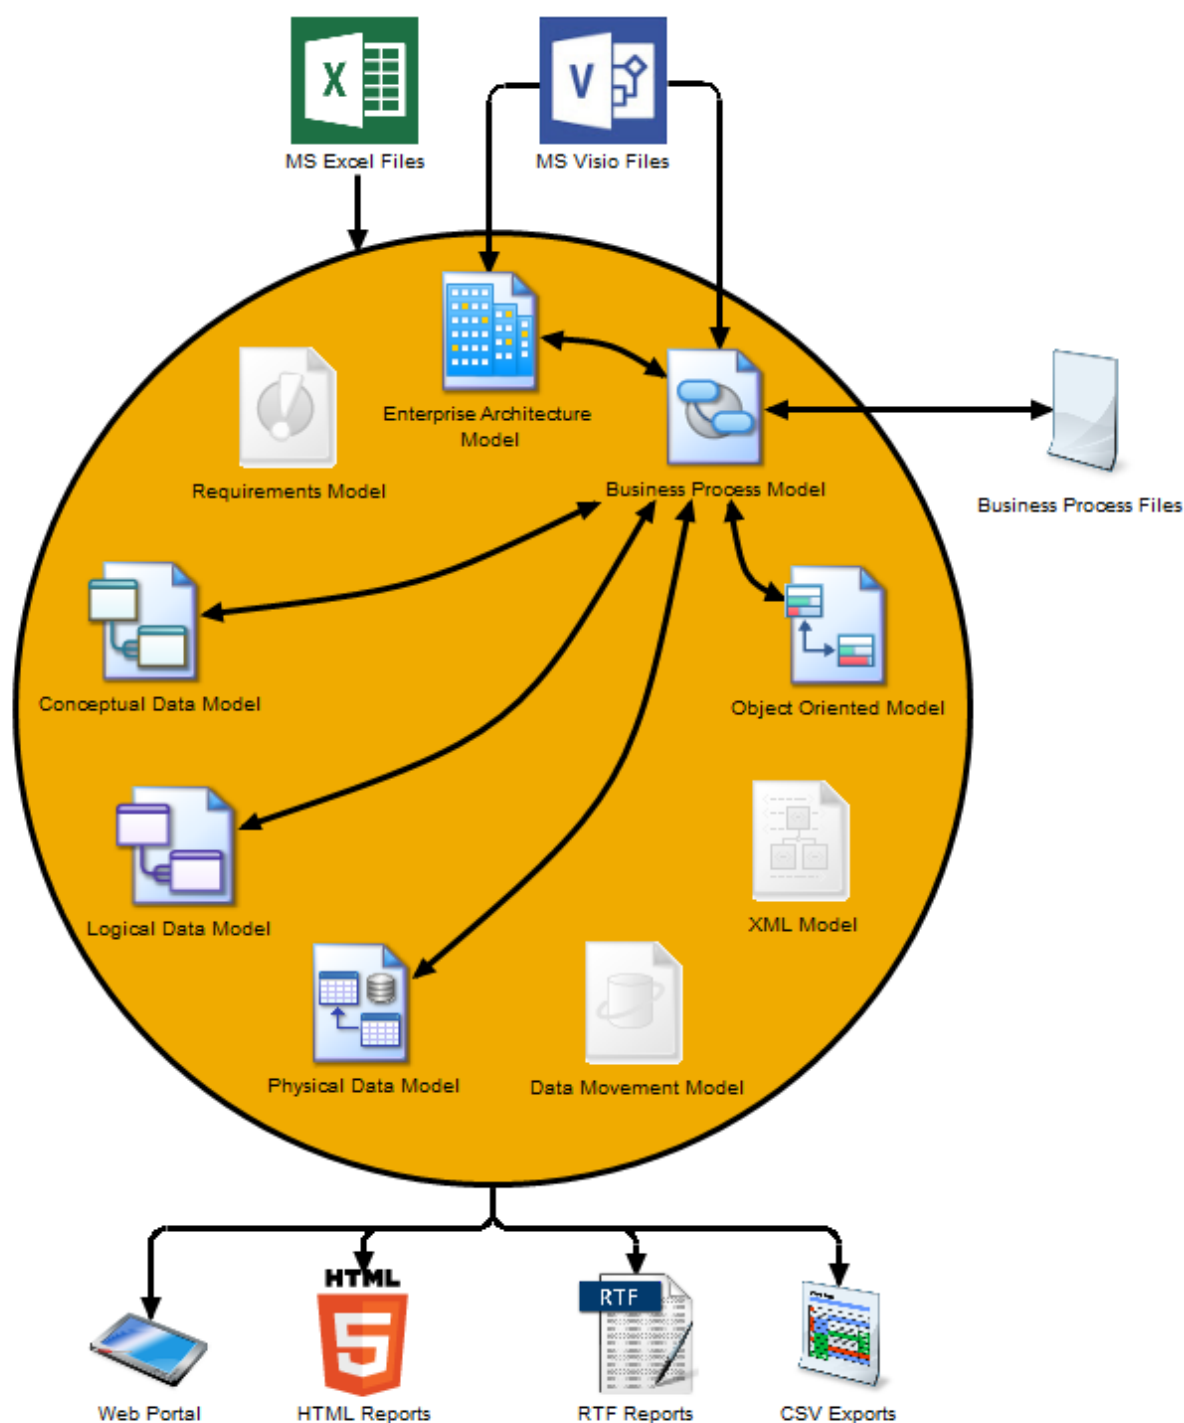 X
V
MS Excel Files
MS Visio Files
Enterprise Architecture
Model
Requirements Model
Business Process Model
Business Process Files
Conceptual Data Model
Object Oriented Model
Logical Data Model
XML Model
Physical Data Model
Data Movement Model
HTML
5
RTF
Web Portal
HTML Reports
RTF Reports
CSV Exports